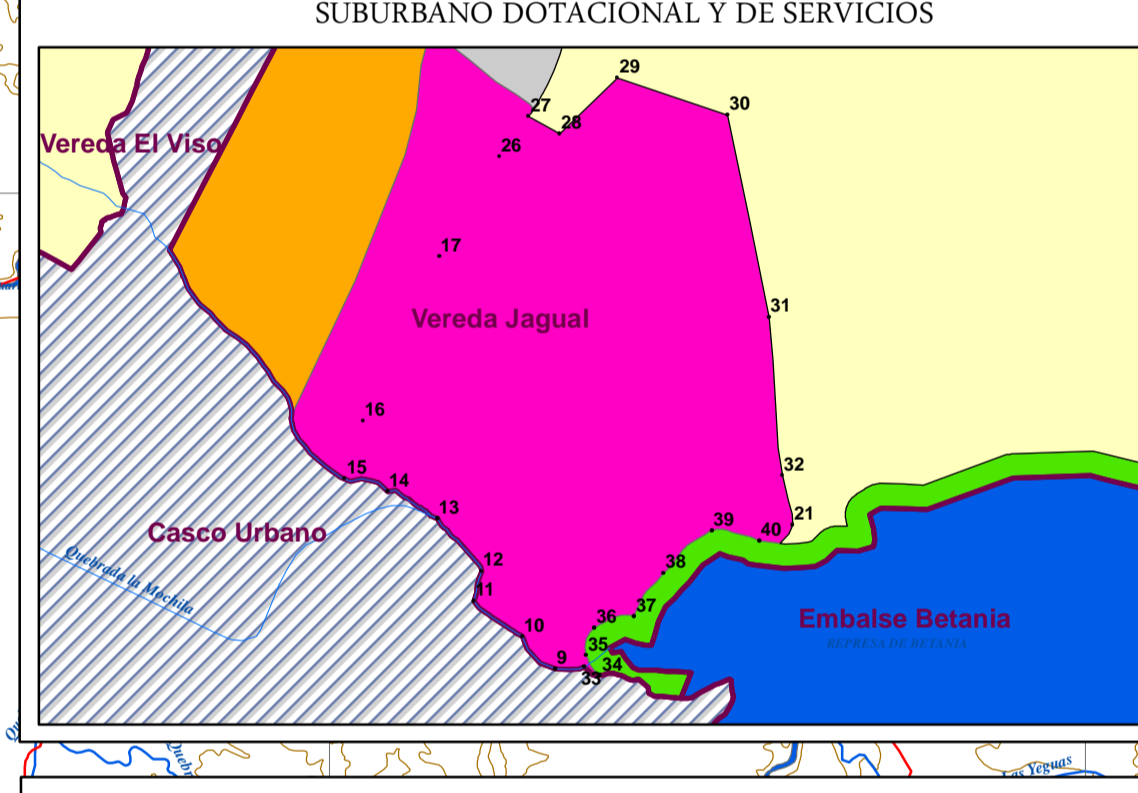 SUBURBANO DOTACIONAL Y DE SERVICIOS
29
27
30
28
Vereda El Viso
26
17
31
Vereda Jagual
16
15
32
14
13
21
39
40
Casco Urbano
Quebrada la Mochila
12
38
11
37
36
Embalse Betania
10
REPRESA DE BETANIA
35
9
34
33
Quebr
Las Yeguas